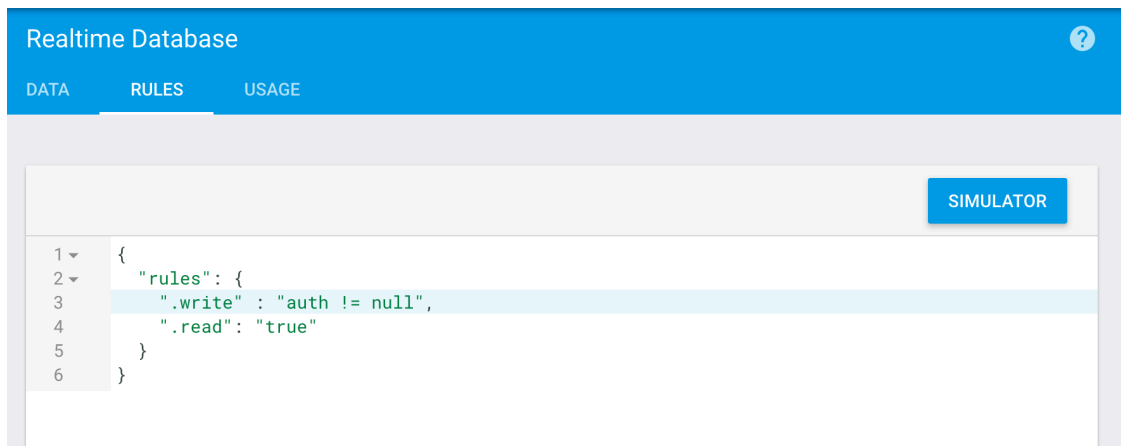 Realtime Database ?
DATA RULES USAGE
SIMULATOR
1 {
2 "rules": {
3 ".write" : "auth != null",
4 ".read": "true"
5 }
6 }